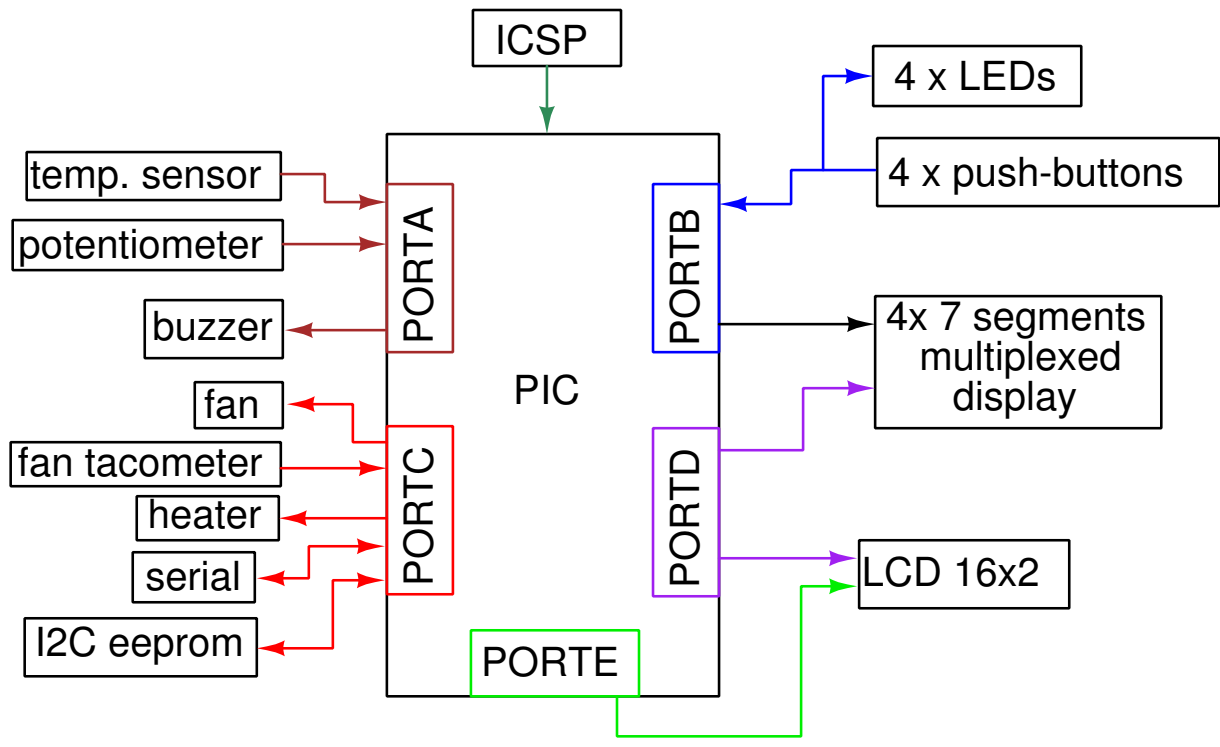 ICSP
4 x LEDs
temp. sensor
4 x push-buttons
potentiometer
PORTA
PORTB
buzzer
4x 7 segments
multiplexed
display
PIC
fan
fan tacometer
PORTC
PORTD
heater
serial
LCD 16x2
I2C eeprom
PORTE